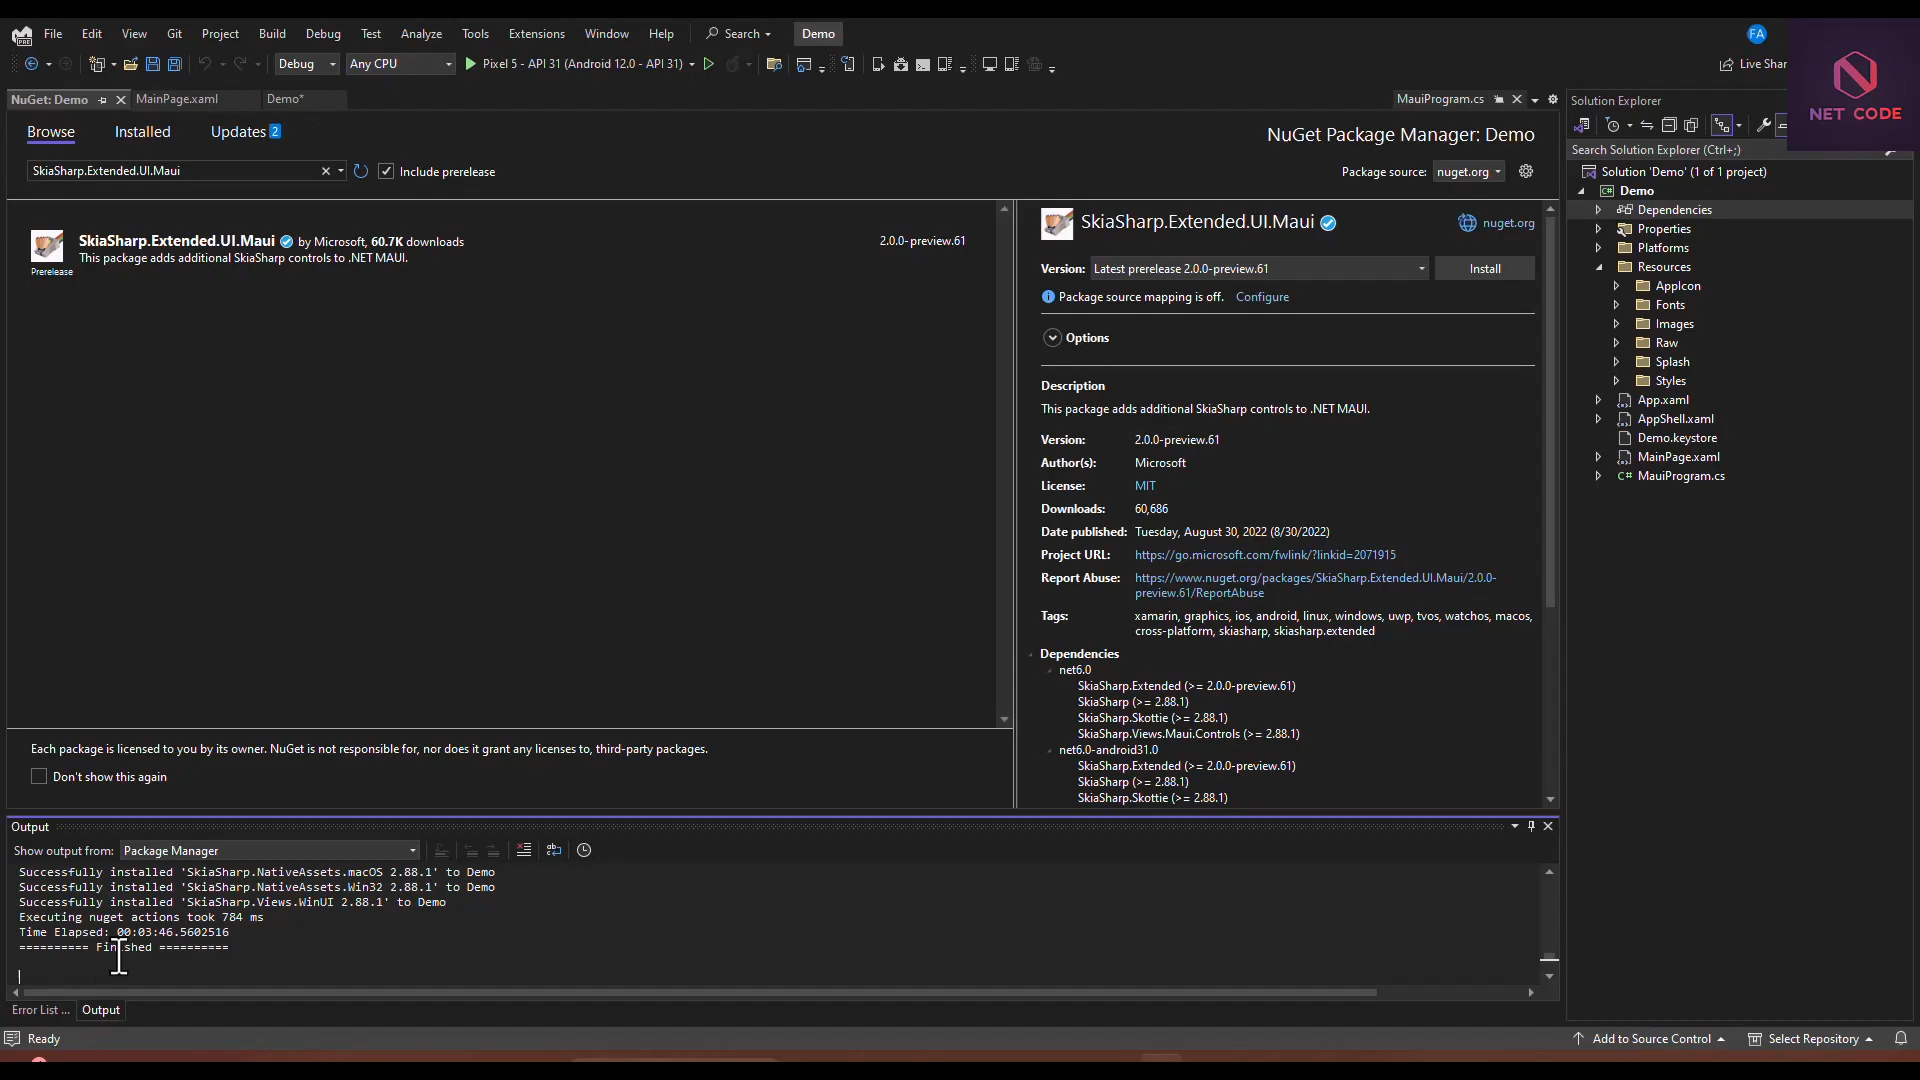 File Edit View Git Project Build Debug Test Analyze Tools Extensions Window Help Search Demo
FA
Debug Any CPU Pixel 5 - API 31 (Android 12.0 - API 31) Live Shar
NET CODE
NuGet: Demo MainPage.xaml Demo* MauiProgram.cs
Browse Installed Updates 2
NuGet Package Manager: Demo
SkiaSharp.Extended.UI.Maui Include prerelease
Package source: nuget.org
SkiaSharp.Extended.UI.Maui by Microsoft, 60.7K downloads 2.0.0-preview.61
This package adds additional SkiaSharp controls to .NET MAUI.
Prerelease
Each package is licensed to you by its owner. NuGet is not responsible for, nor does it grant any licenses to, third-party packages.
Don't show this again
SkiaSharp.Extended.UI.Maui nuget.org
Version: Latest prerelease 2.0.0-preview.61 Install
Package source mapping is off. Configure
Options
Description
This package adds additional SkiaSharp controls to .NET MAUI.
Version: 2.0.0-preview.61
Author(s): Microsoft
License: MIT
Downloads: 60,686
Date published: Tuesday, August 30, 2022 (8/30/2022)
Project URL: https://go.microsoft.com/fwlink/?linkid=2071915
Report Abuse: https://www.nuget.org/packages/SkiaSharp.Extended.UI.Maui/2.0.0-
preview.61/ReportAbuse
Tags: xamarin, graphics, ios, android, linux, windows, uwp, tvos, watchos, macos,
cross-platform, skiasharp, skiasharp.extended
Dependencies
net6.0
SkiaSharp.Extended (>= 2.0.0-preview.61)
SkiaSharp (>= 2.88.1)
SkiaSharp.Skottie (>= 2.88.1)
SkiaSharp.Views.Maui.Controls (>= 2.88.1)
net6.0-android31.0
SkiaSharp.Extended (>= 2.0.0-preview.61)
SkiaSharp (>= 2.88.1)
SkiaSharp.Skottie (>= 2.88.1)
Solution Explorer
Search Solution Explorer (Ctrl+;)
Solution 'Demo' (1 of 1 project)
Demo
Dependencies
Properties
Platforms
Resources
AppIcon
Fonts
Images
Raw
Splash
Styles
App.xaml
AppShell.xaml
Demo.keystore
MainPage.xaml
MauiProgram.cs
Output
Show output from: Package Manager
Successfully installed 'SkiaSharp.NativeAssets.macOS 2.88.1' to Demo
Successfully installed 'SkiaSharp.NativeAssets.Win32 2.88.1' to Demo
Successfully installed 'SkiaSharp.Views.WinUI 2.88.1' to Demo
Executing nuget actions took 784 ms
Time Elapsed: 00:03:46.5602516
========== Finished ==========
Error List ... Output
Ready Add to Source Control Select Repository